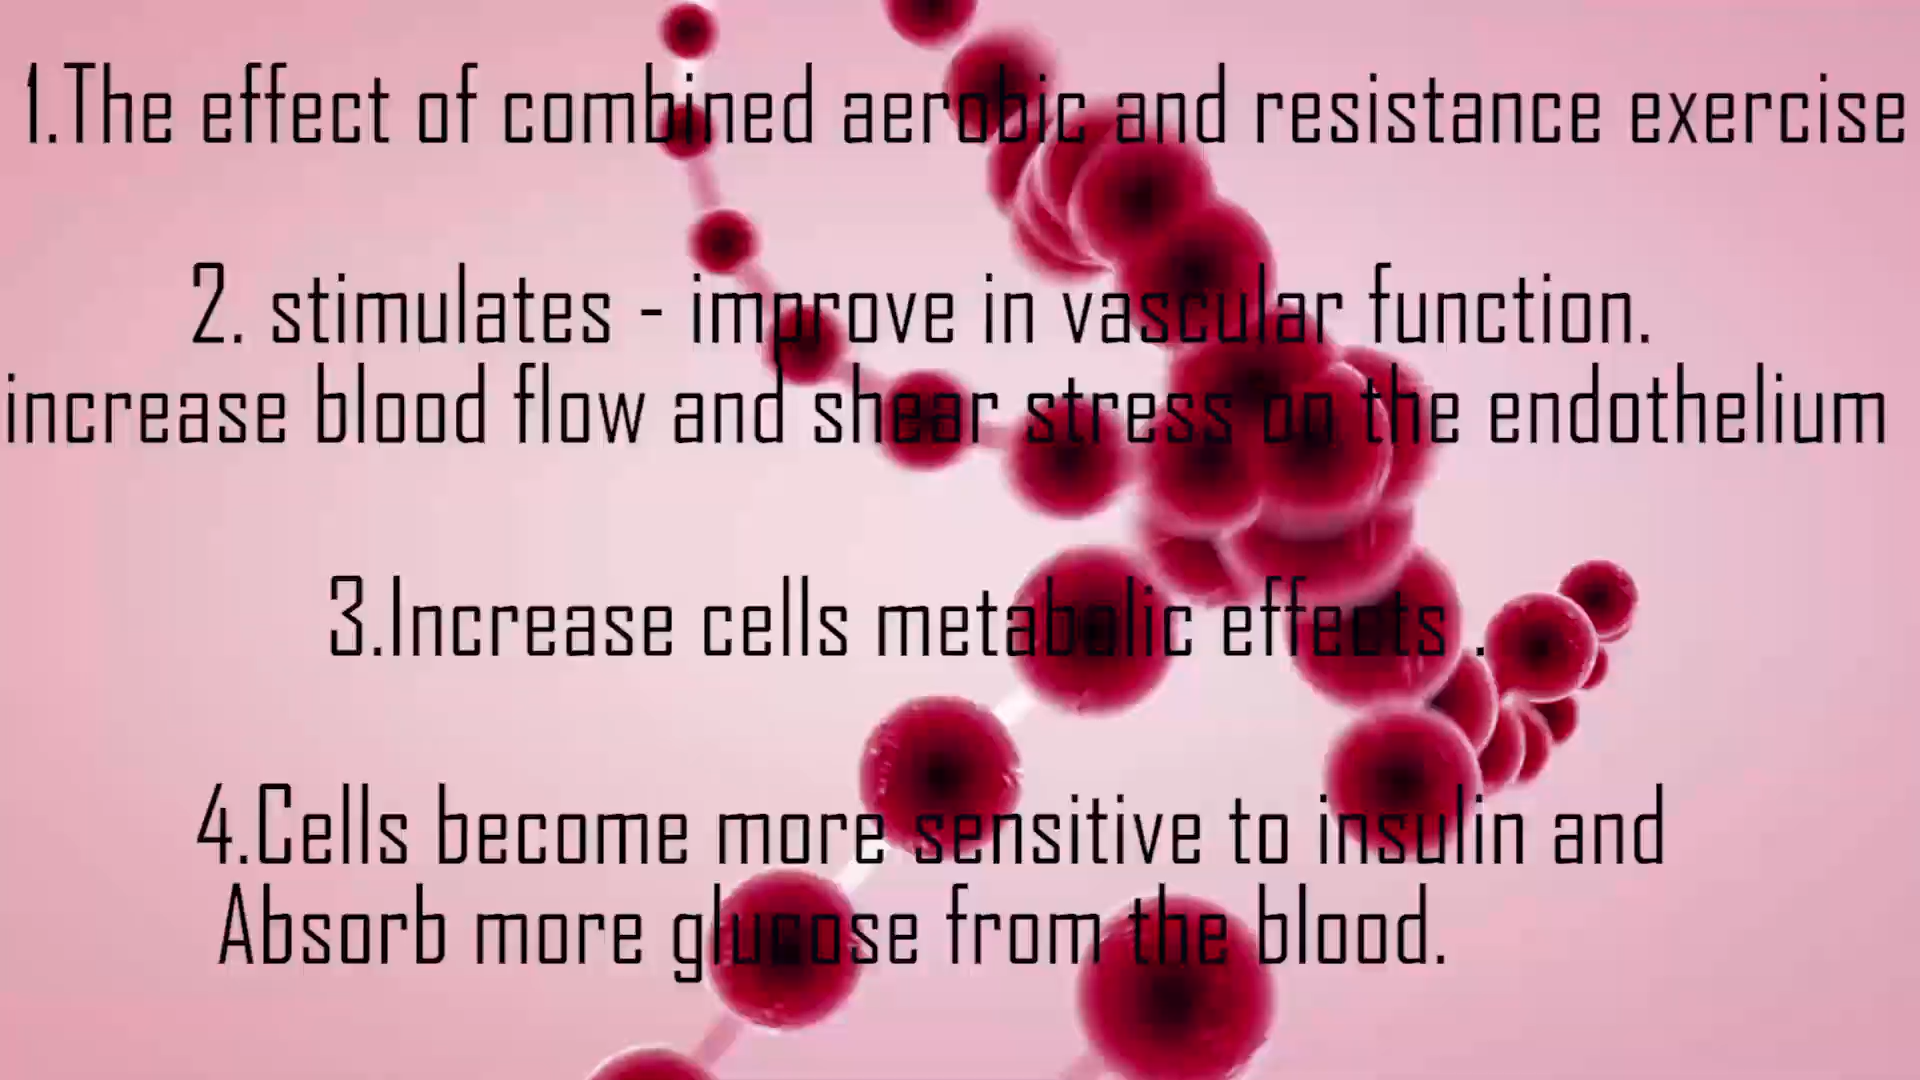 1.The effect of combined aerobic and resistance exercise
2. stimulates - improve in vascular function.
increase blood flow and shear stress on the endothelium
3.Increase cells metabolic effects .
4.Cells become more sensitive to insulin and
Absorb more glucose from the blood.